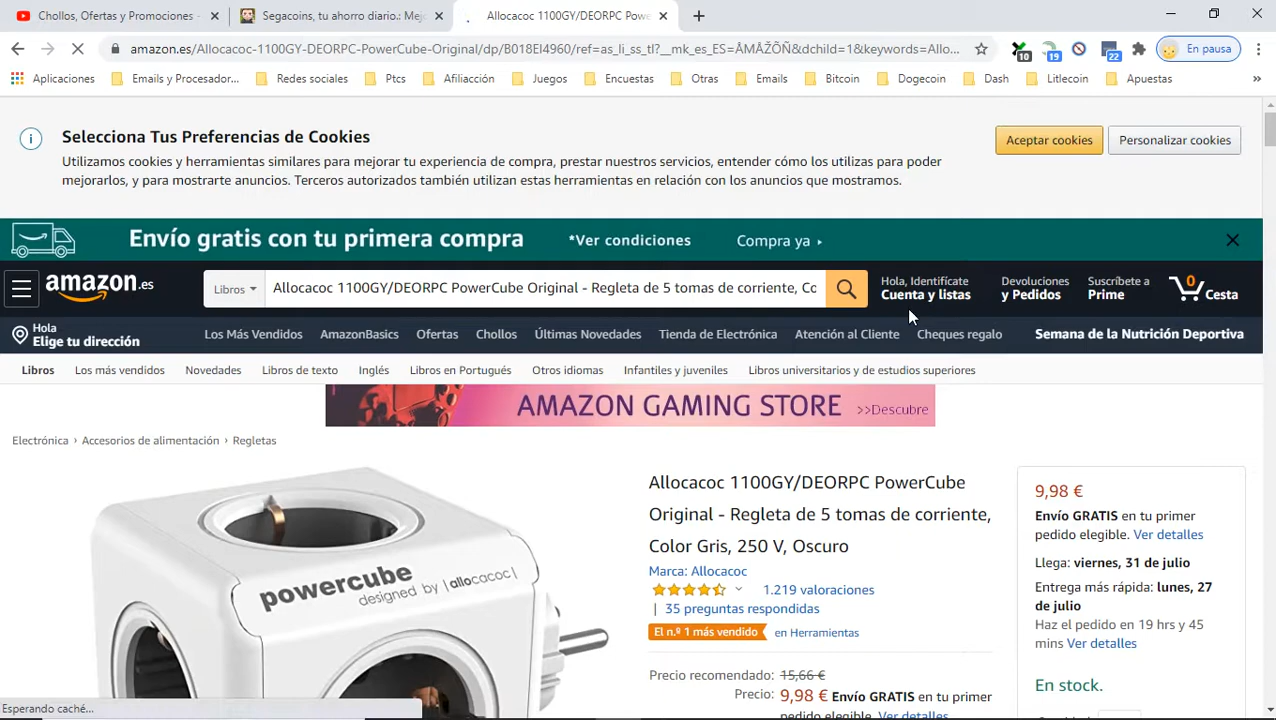 Chollos, Ofertas y Promociones -
Segacoins, tu ahorro diario.: Mejo
Allocacoc 1100GY/DEORPC Powe
amazon.es/Allocacoc-1100GY-DEORPC-PowerCube-Original/dp/B018EI4960/ref=as_li_ss_tl?__mk_es_ES=ÅMÅŽÕÑ&dchild=1&keywords=Allo...
10
19
22
En pausa
Aplicaciones
Emails y Procesador...
Redes sociales
Ptcs
Afiliacción
Juegos
Encuestas
Otras
Emails
Bitcoin
Dogecoin
Dash
Litlecoin
Apuestas
»
Selecciona Tus Preferencias de Cookies
Utilizamos cookies y herramientas similares para mejorar tu experiencia de compra, prestar nuestros servicios, entender cómo los utilizas para poder
mejorarlos, y para mostrarte anuncios. Terceros autorizados también utilizan estas herramientas en relación con los anuncios que mostramos.
Aceptar cookies
Personalizar cookies
Envío gratis con tu primera compra
*Ver condiciones
Compra ya ▸
amazon.es
Libros
Allocacoc 1100GY/DEORPC PowerCube Original - Regleta de 5 tomas de corriente, Co
Hola, Identifícate
Cuenta y listas
Devoluciones
y Pedidos
Suscríbete a
Prime
0
Cesta
Hola
Elige tu dirección
Los Más Vendidos
AmazonBasics
Ofertas
Chollos
Últimas Novedades
Tienda de Electrónica
Atención al Cliente
Cheques regalo
Semana de la Nutrición Deportiva
Libros
Los más vendidos
Novedades
Libros de texto
Inglés
Libros en Portugués
Otros idiomas
Infantiles y juveniles
Libros universitarios y de estudios superiores
AMAZON GAMING STORE >>Descubre
Electrónica › Accesorios de alimentación › Regletas
powercube
designed by |allocacoc|
Allocacoc 1100GY/DEORPC PowerCube
Original - Regleta de 5 tomas de corriente,
Color Gris, 250 V, Oscuro
Marca: Allocacoc
1.219 valoraciones
| 35 preguntas respondidas
El n.º 1 más vendido en Herramientas
Precio recomendado: 15,66 €
Precio: 9,98 € Envío GRATIS en tu primer
pedido elegible. Ver detalles
9,98 €
Envío GRATIS en tu primer
pedido elegible. Ver detalles
Llega: viernes, 31 de julio
Entrega más rápida: lunes, 27
de julio
Haz el pedido en 19 hrs y 45
mins Ver detalles
En stock.
Esperando caché...